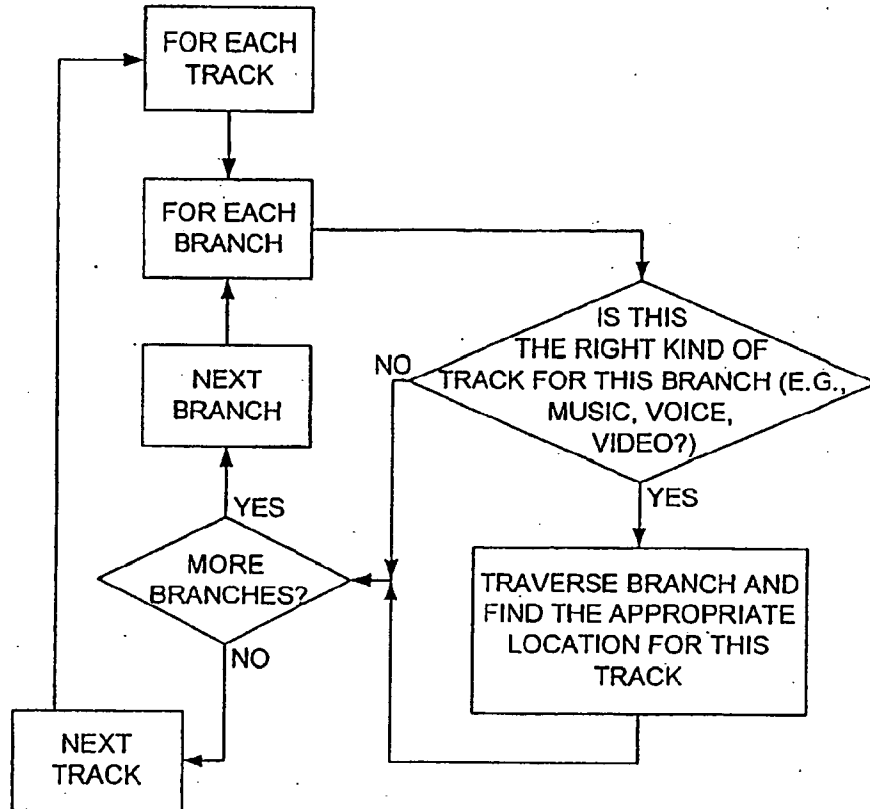 FOR EACH
TRACK
FOR EACH
BRANCH
IS THIS
THE RIGHT KIND OF
TRACK FOR THIS BRANCH (E.G.,
MUSIC, VOICE,
VIDEO?)
NO
NEXT
BRANCH
YES
YES
MORE
BRANCHES?
TRAVERSE BRANCH AND
FIND THE APPROPRIATE
LOCATION FOR THIS
TRACK
NO
NEXT
TRACK